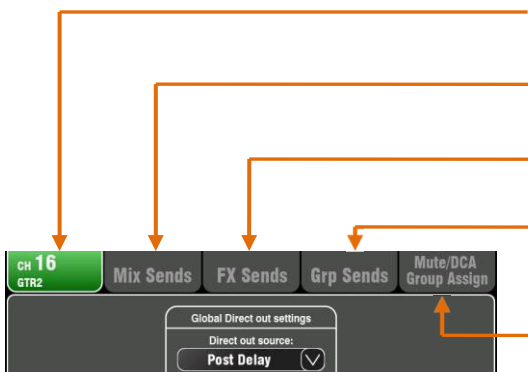 CH 16
GTR2
Mix Sends
FX Sends
Grp Sends
Mute/DCA
Group Assign
Global Direct out settings
Direct out source:
Post Delay